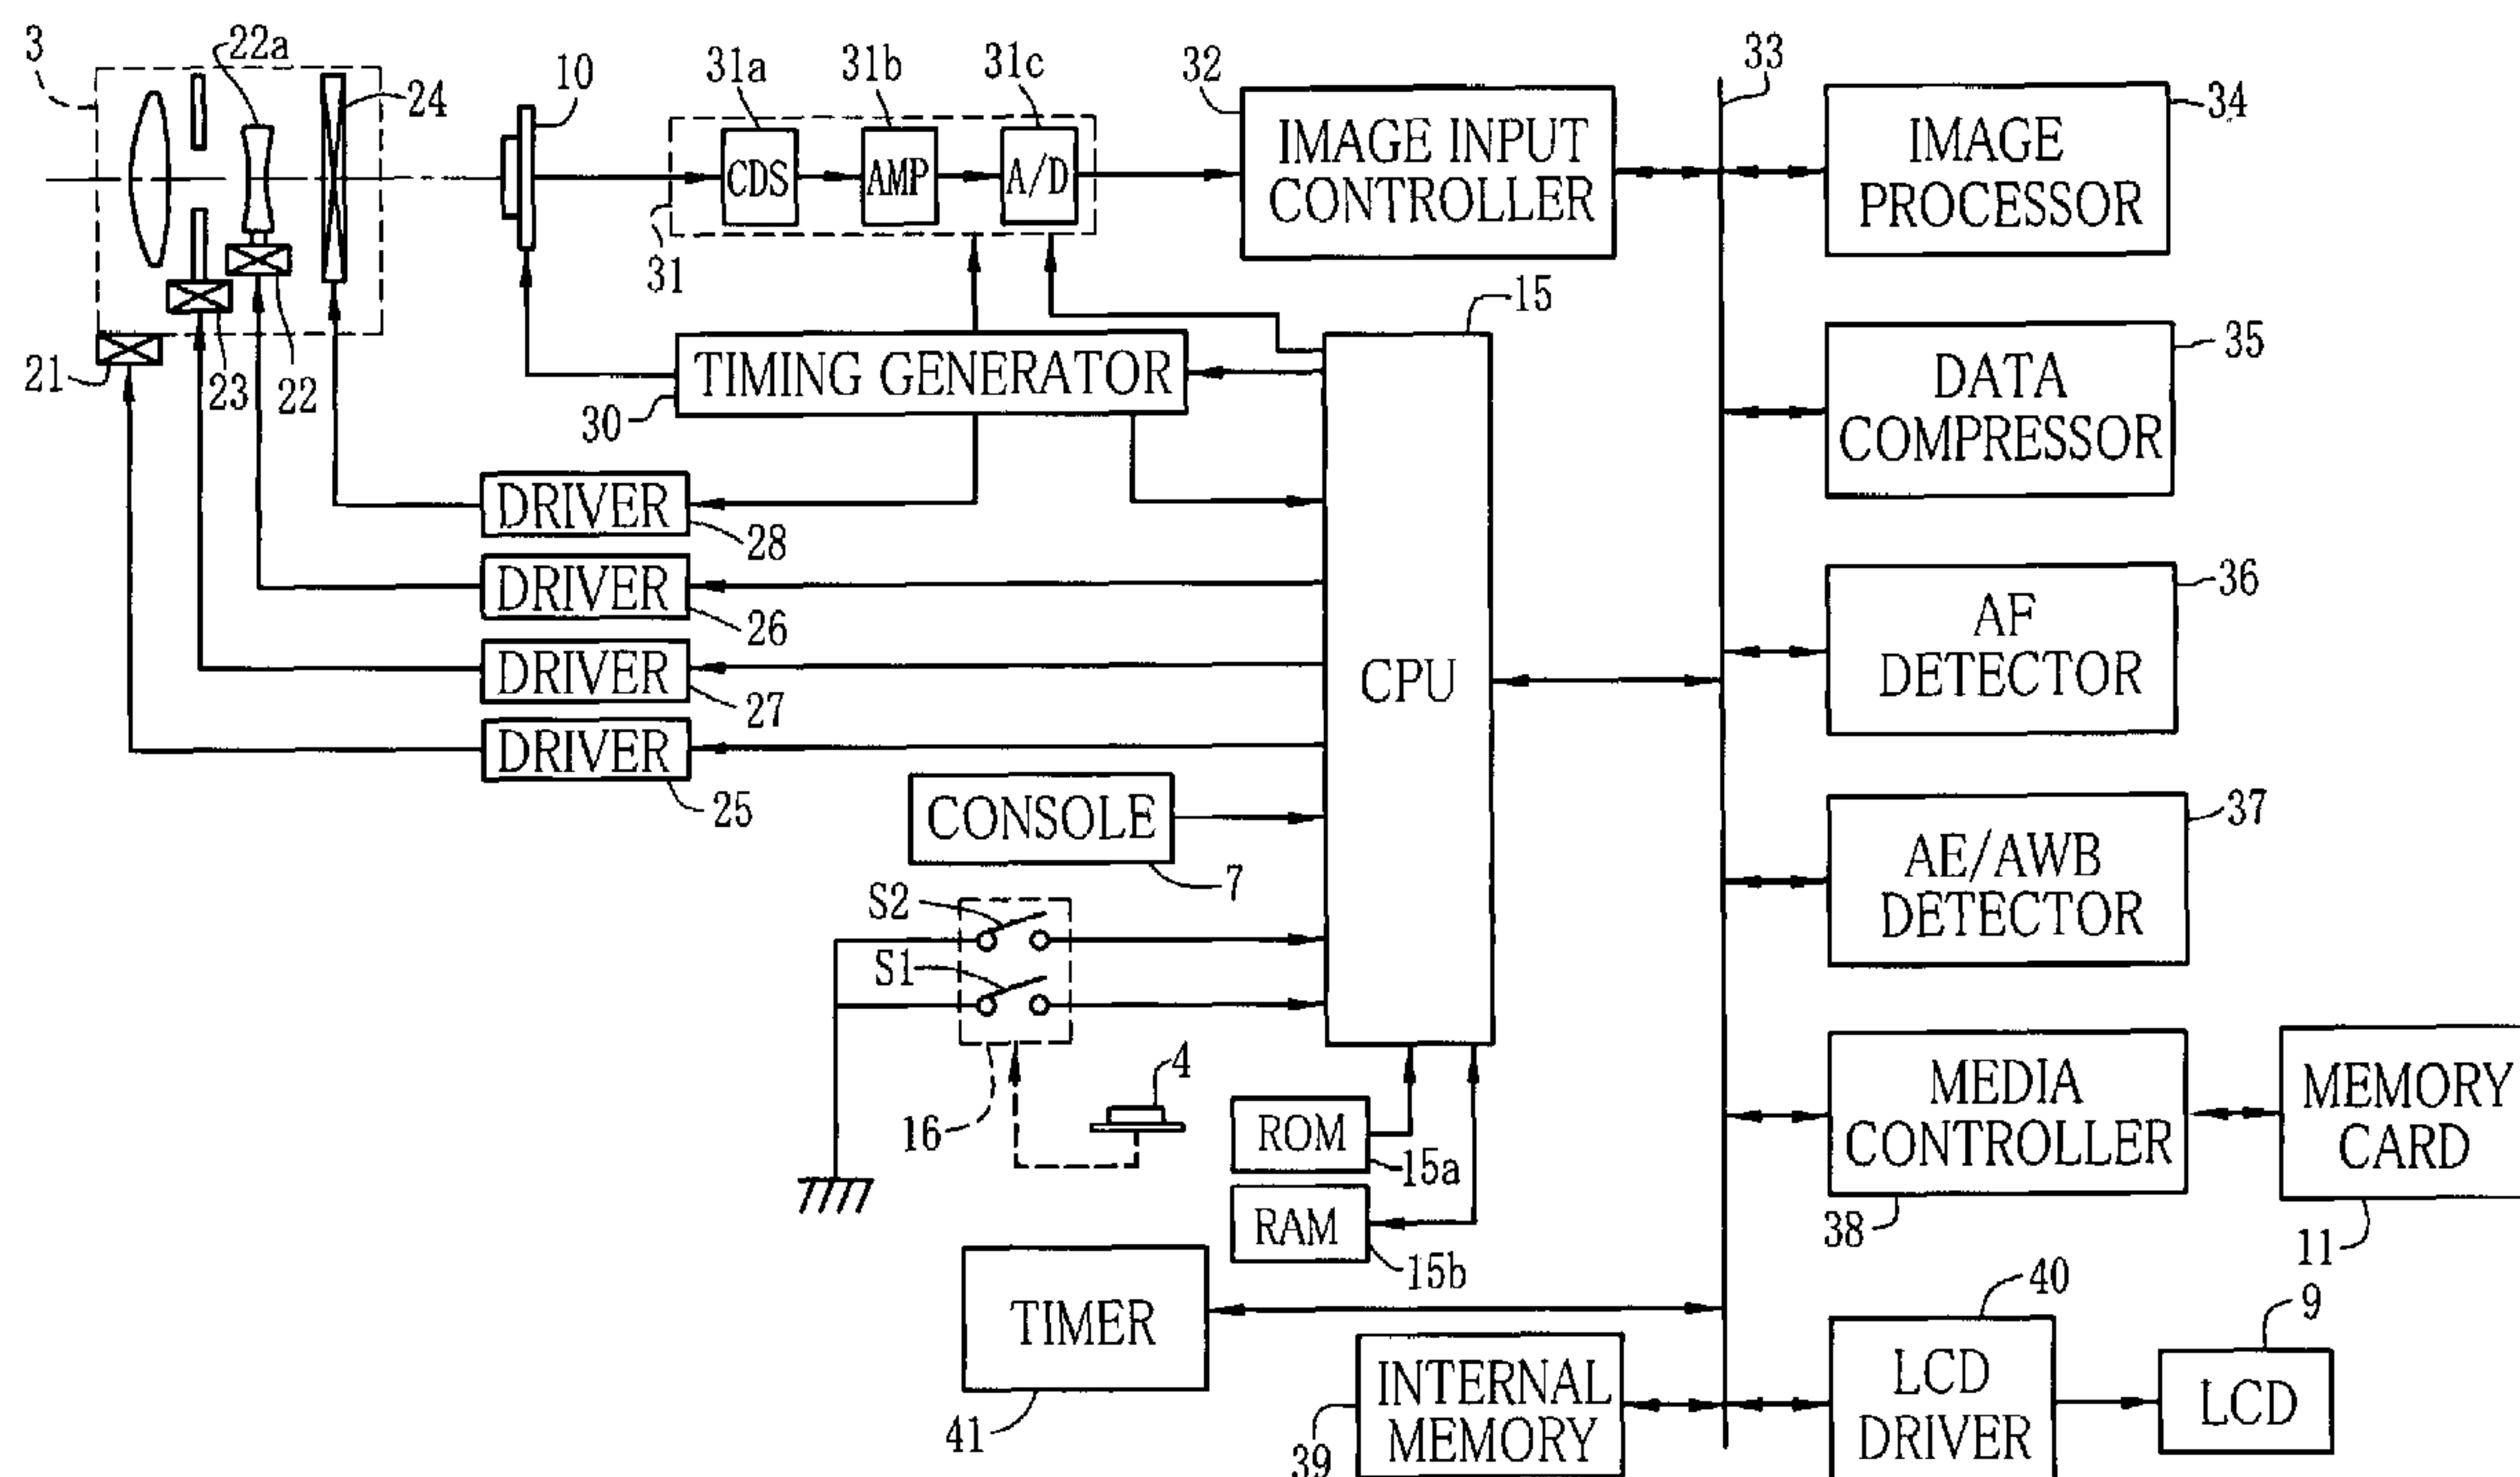 3
22a
24
10
31a
31b
31c
32
33
34
CDS
AMP
A/D
IMAGE INPUT
CONTROLLER
IMAGE
PROCESSOR
31
15
21
23
22
TIMING GENERATOR
30
35
DATA
COMPRESSOR
DRIVER
28
DRIVER
26
DRIVER
27
DRIVER
25
CPU
36
AF
DETECTOR
CONSOLE
7
37
AE/AWB
DETECTOR
S2
S1
16
4
ROM
15a
RAM
15b
MEDIA
CONTROLLER
38
MEMORY
CARD
11
TIMER
41
INTERNAL
MEMORY
39
40
LCD
DRIVER
9
LCD